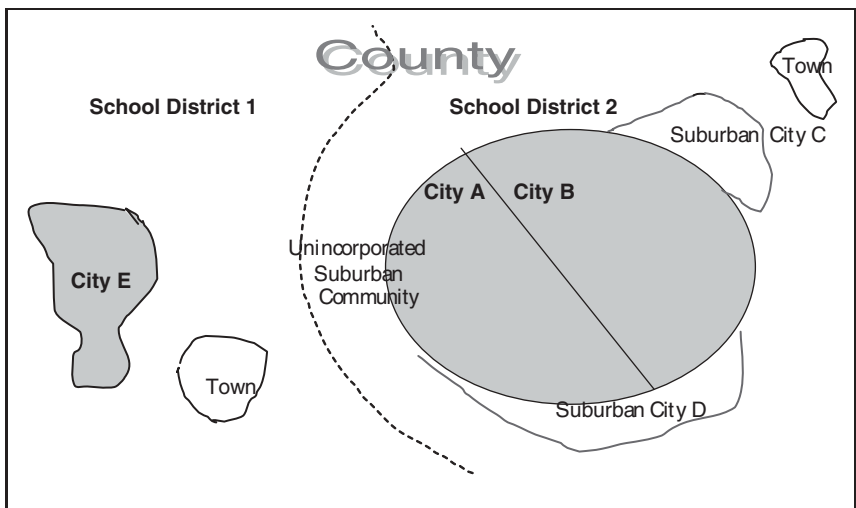 County
Town
School District 1
School District 2
Suburban City C
City A
City B
Unincorporated
Suburban
Community
City E
Town
Suburban City D